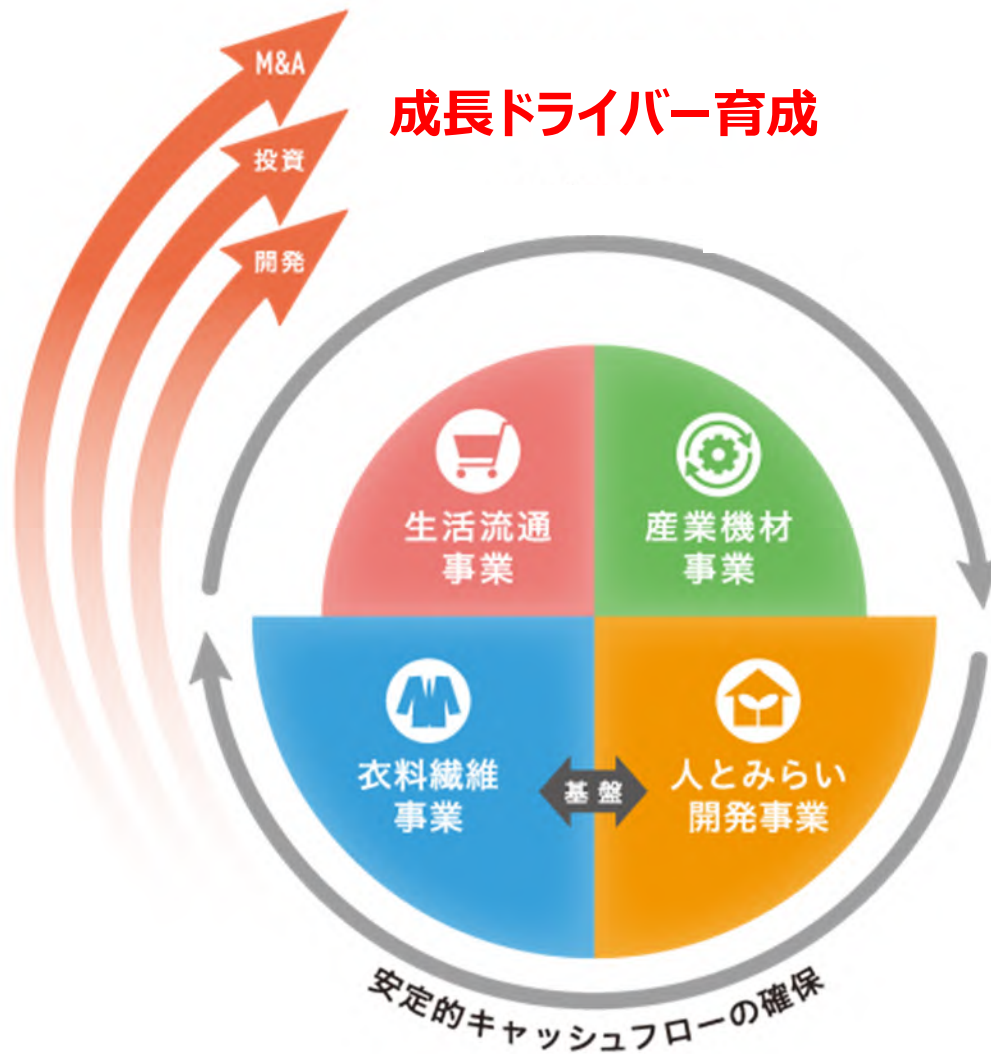 M&A
成長ドライバー育成
投資
開発
生活流通
事業
産業機材
事業
衣料繊維
事業
基盤
人とみらい
開発事業
安定的キャッシュフローの確保